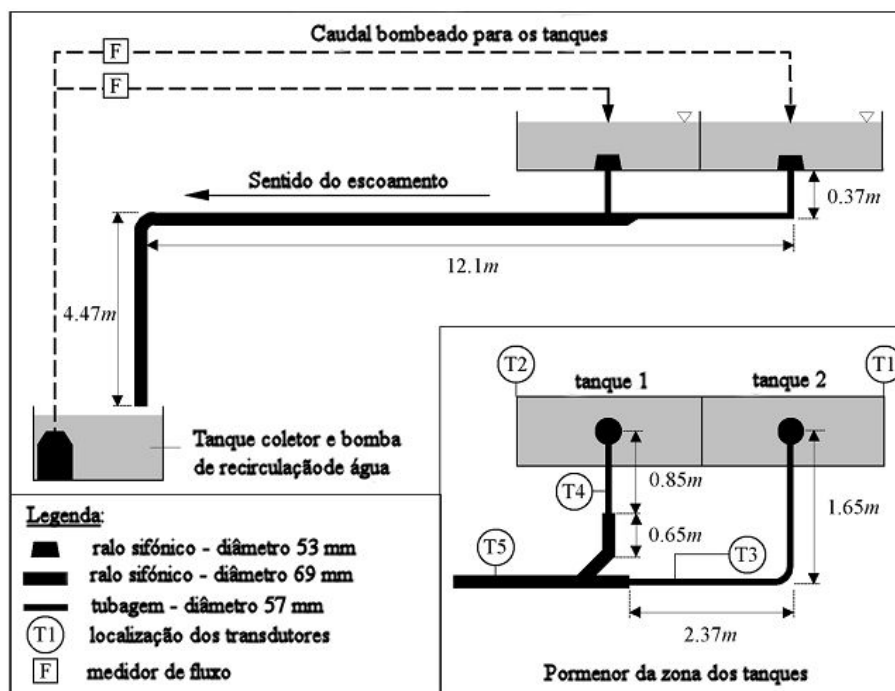 Caudal bombeado para os tanques
F
F
Sentido do escoamento
0.37m
12.1m
4.47m
Tanque coletor e bomba
de recirculaçãode água
T2
tanque 1
tanque 2
T1
T4
0.85m
0.65m
1.65m
T5
T3
2.37m
Pormenor da zona dos tanques
Legenda:
ralo sifónico - diâmetro 53 mm
ralo sifónico - diâmetro 69 mm
tubagem - diâmetro 57 mm
T1 localização dos transdutores
F medidor de fluxo